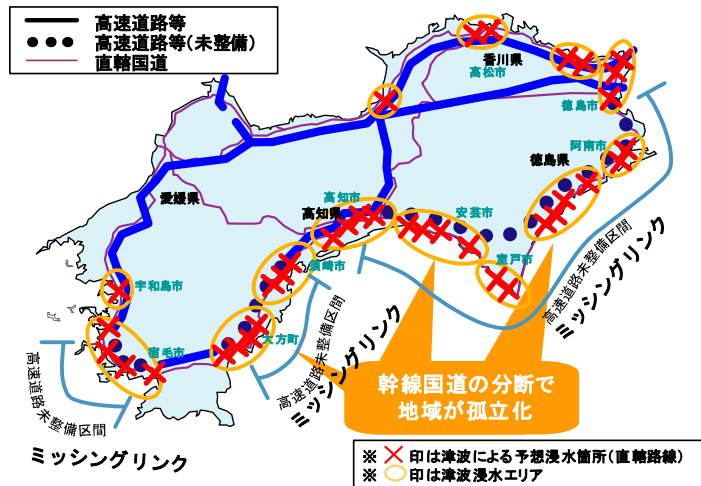 高速道路等
高速道路等(未整備)
直轄国道
香川県
高松市
徳島市
阿南市
徳島県
愛媛県
高知市
高知県
安芸市
須崎市
室戸市
宇和島市
大方町
宿毛市
高速道路未整備区間
ミッシングリンク
高速道路未整備区間
ミッシングリンク
高速道路未整備区間
ミッシングリンク
幹線国道の分断で
地域が孤立化
※ 印は津波による予想浸水箇所(直轄路線)
※ 印は津波浸水エリア